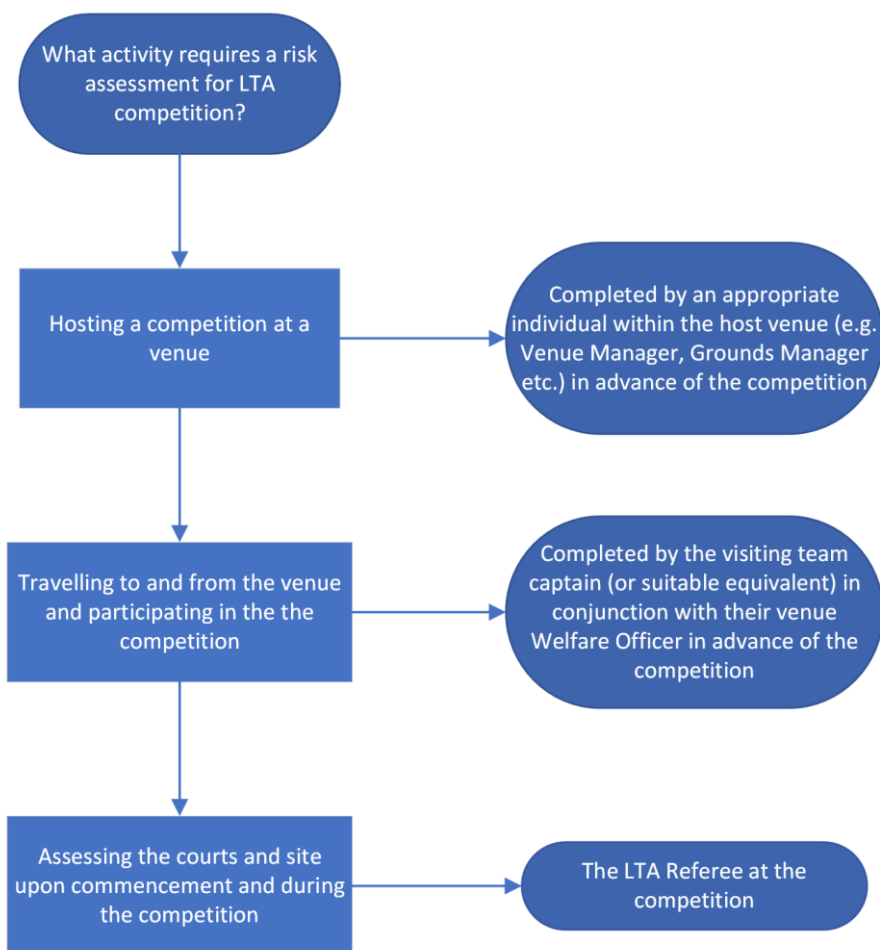 What activity requires a risk
assessment for LTA
competition?
Hosting a competition at a
venue
Completed by an appropriate
individual within the host venue (e.g.
Venue Manager, Grounds Manager
etc.) in advance of the competition
Travelling to and from the venue
and participating in the the
competition
Completed by the visiting team
captain (or suitable equivalent) in
conjunction with their venue
Welfare Officer in advance of the
competition
Assessing the courts and site
upon commencement and during
the competition
The LTA Referee at the
competition